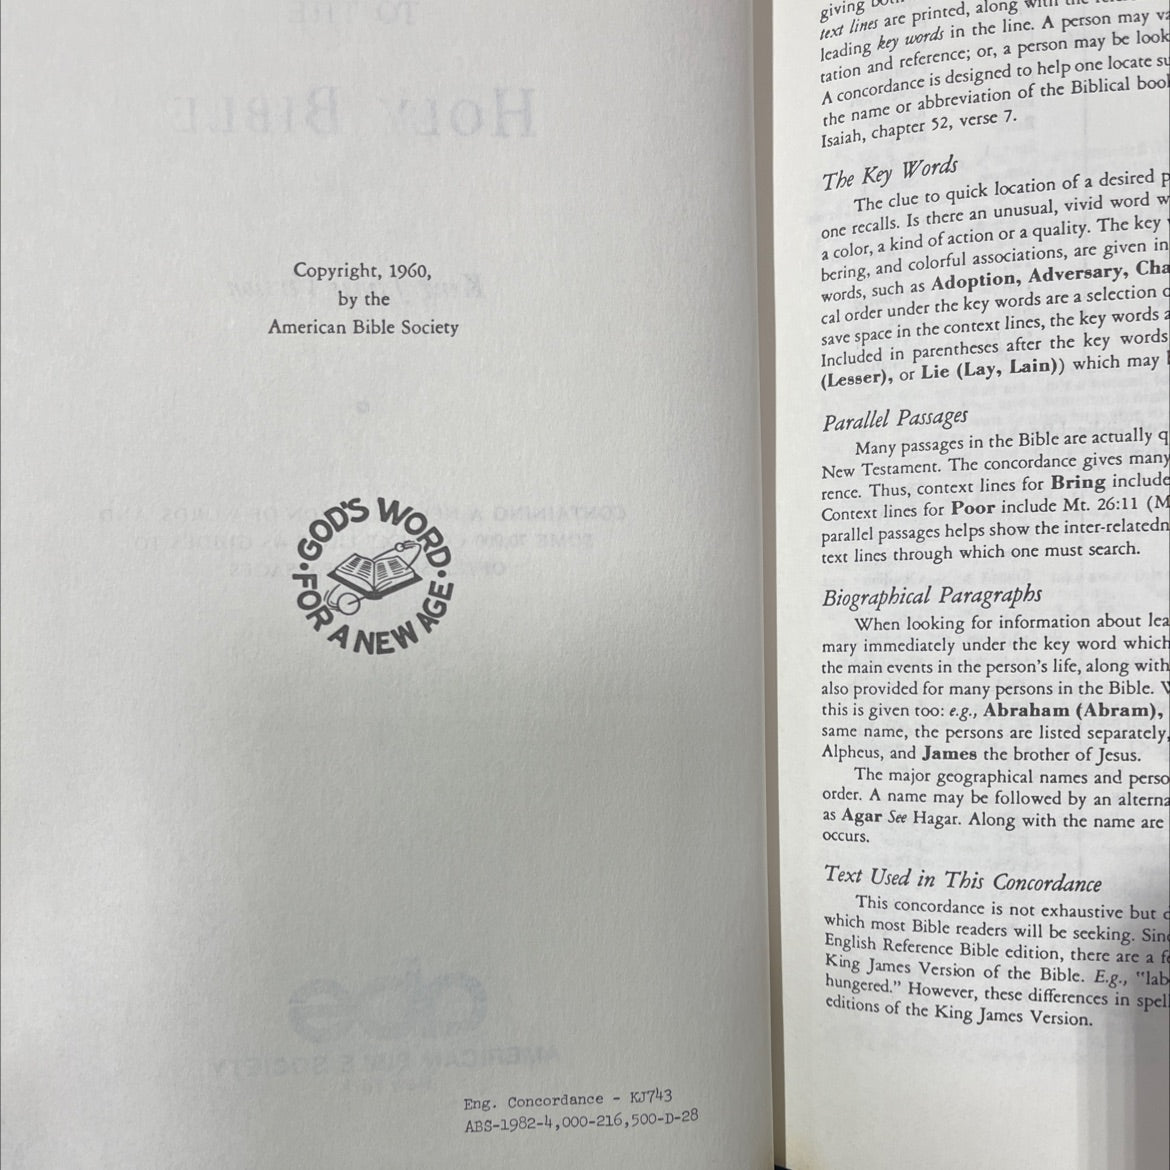 Copyright, 1960,
by the
American Bible Society
·GOD'S WORD·
FOR A NEW AGE
Eng. Concordance - KJ743
ABS-1982-4,000-216,500-D-28
giving
text lines are printed, along with the
leading key words in the line. A person may
tation and reference; or, a person may be look
A concordance is designed to help one locate su
the name or abbreviation of the Biblical book
Isaiah, chapter 52, verse 7.
The Key Words
The clue to quick location of a desired p
one recalls. Is there an unusual, vivid word w
a color, a kind of action or a quality. The key
bering, and colorful associations, are given in
words, such as Adoption, Adversary, Cha
cal order under the key words are a selection o
save space in the context lines, the key words a
Included in parentheses after the key words
(Lesser), or Lie (Lay, Lain)) which may
Parallel Passages
Many passages in the Bible are actually q
New Testament. The concordance gives many
rence. Thus, context lines for Bring include
Context lines for Poor include Mt. 26:11 (M
parallel passages helps show the inter-relatedn
text lines through which one must search.
Biographical Paragraphs
When looking for information about lea
mary immediately under the key word which
the main events in the person's life, along with
also provided for many persons in the Bible. W
this is given too: e.g., Abraham (Abram),
same name, the persons are listed separately,
Alpheus, and James the brother of Jesus.
The major geographical names and perso
order. A name may be followed by an alterna
as Agar See Hagar. Along with the name are
occurs.
Text Used in This Concordance
This concordance is not exhaustive but d
which most Bible readers will be seeking. Sinc
English Reference Bible edition, there are a fe
King James Version of the Bible. E.g., "lab
hungered." However, these differences in spell
editions of the King James Version.